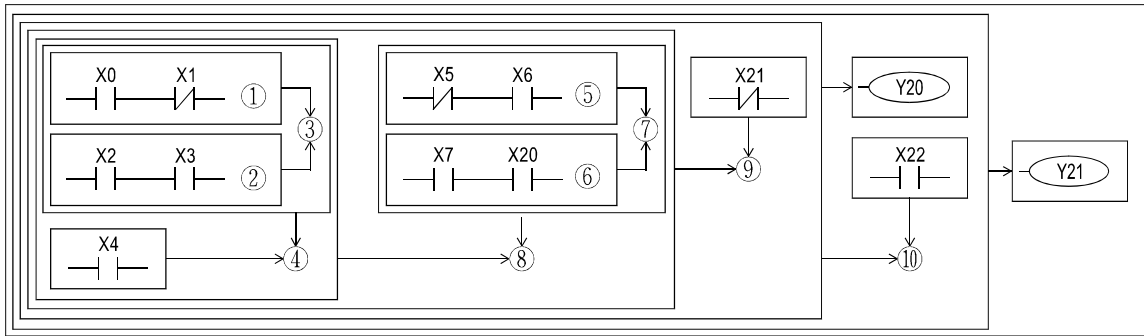 X0 X1 ①
X5 X6 ⑤
X21
Y20
③
⑦
X2 X3 ②
X7 X20 ⑥
⑨
X22
Y21
X4
④
⑧
⑩